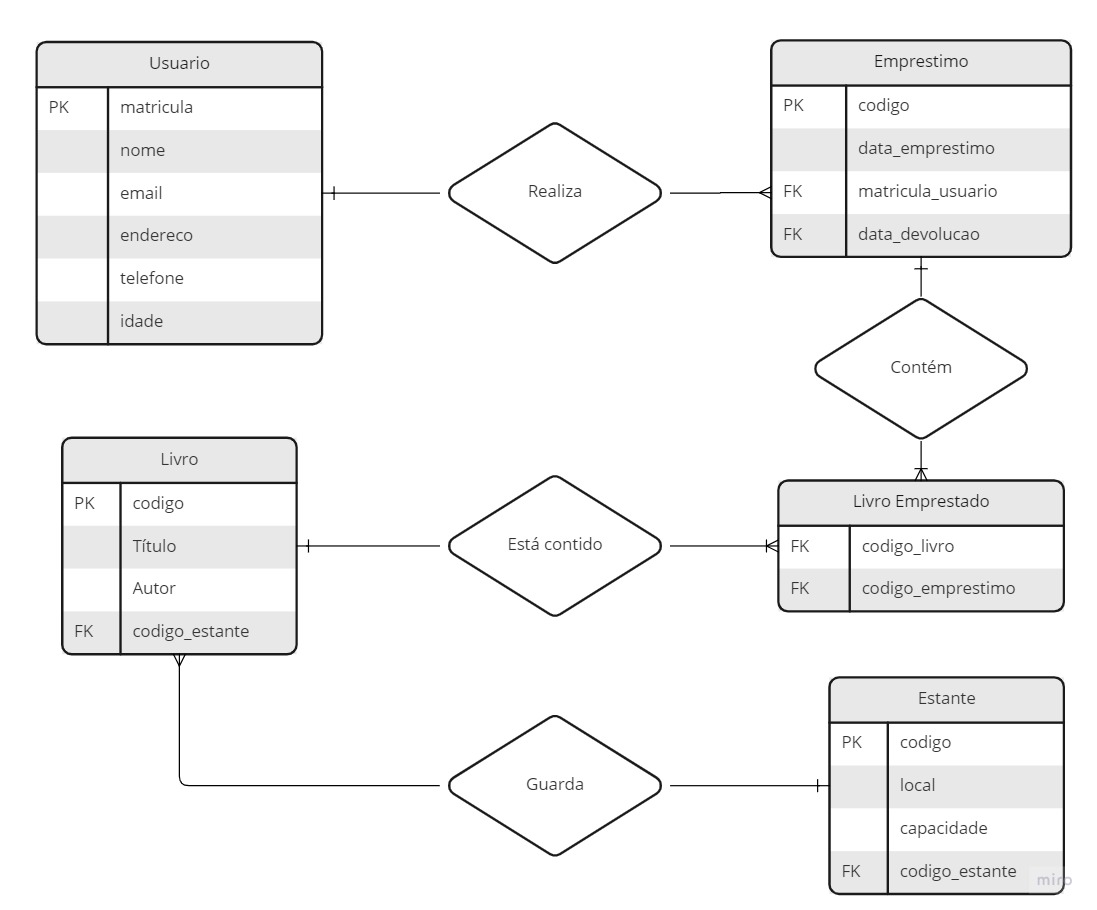 Usuario
PK matricula
nome
email
endereco
telefone
idade
Realiza
Emprestimo
PK codigo
data_emprestimo
FK matricula_usuario
FK data_devolucao
Contém
Livro
PK codigo
Título
Autor
FK codigo_estante
Está contido
Livro Emprestado
FK codigo_livro
FK codigo_emprestimo
Guarda
Estante
PK codigo
local
capacidade
FK codigo_estante
miro